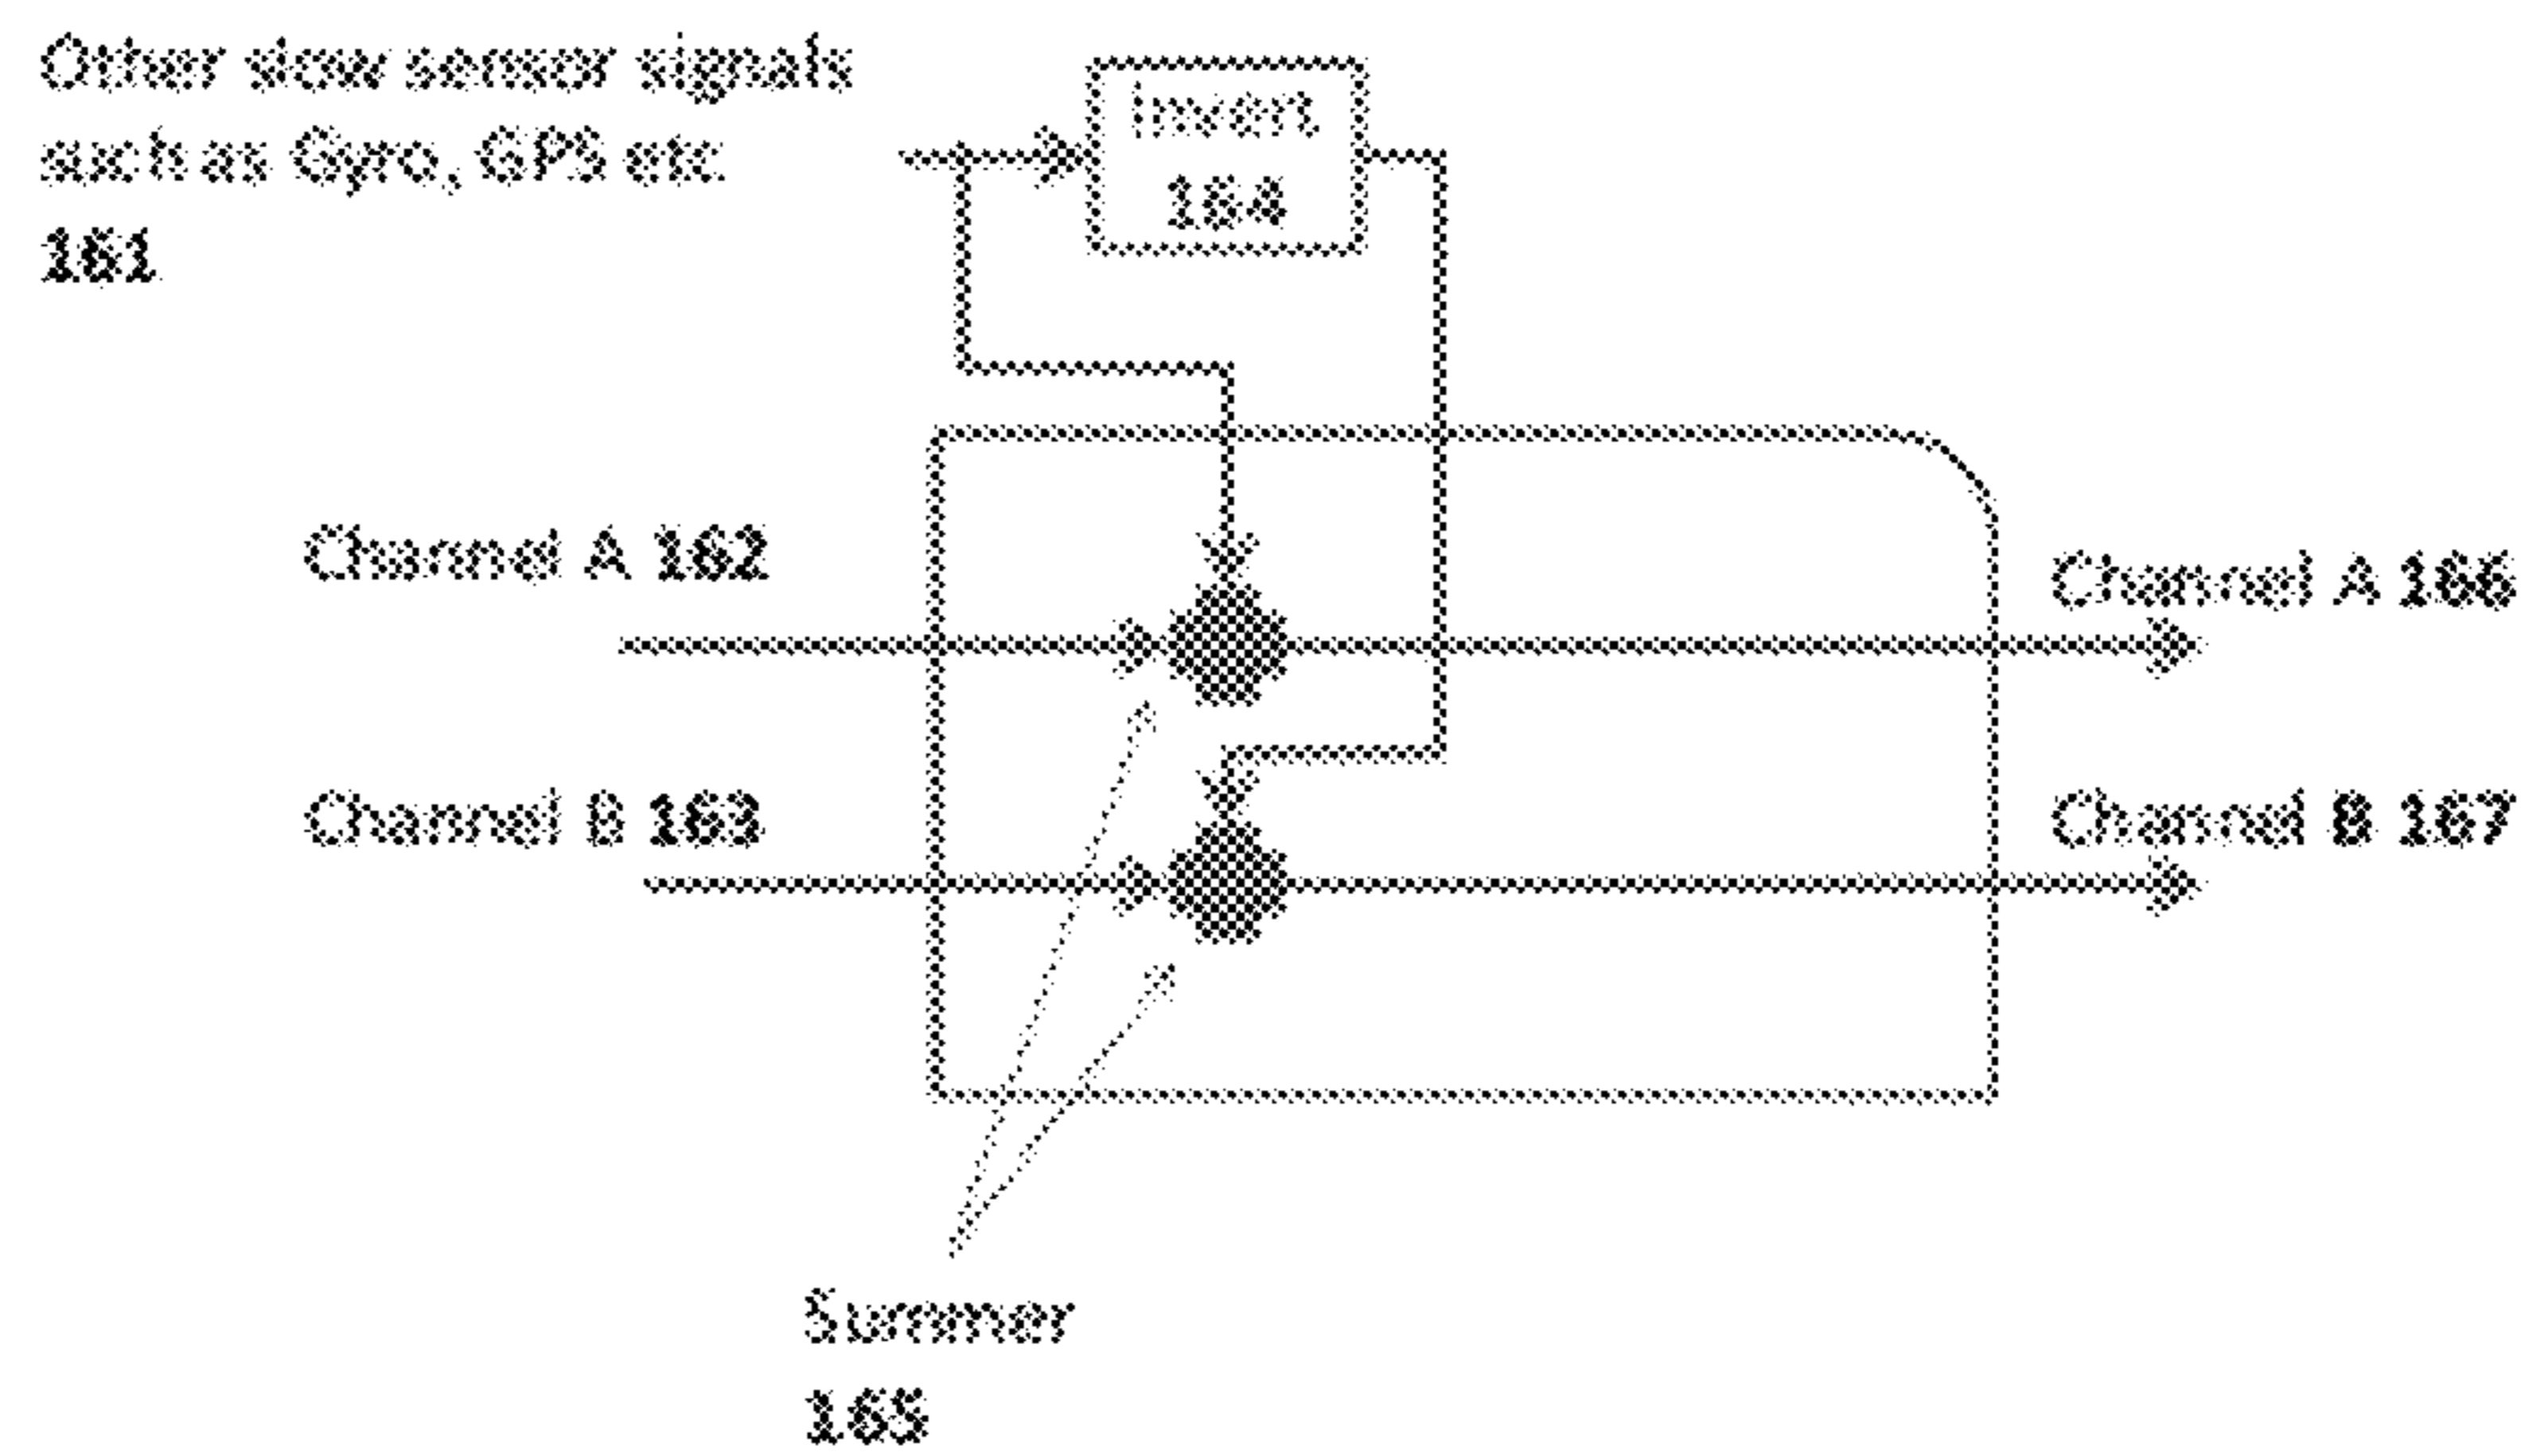 Other slow sensor signals
such as Gyro, GPS etc
161
Invert
164
Channel A 162
Channel A 166
Channel B 163
Channel B 167
Summer
165